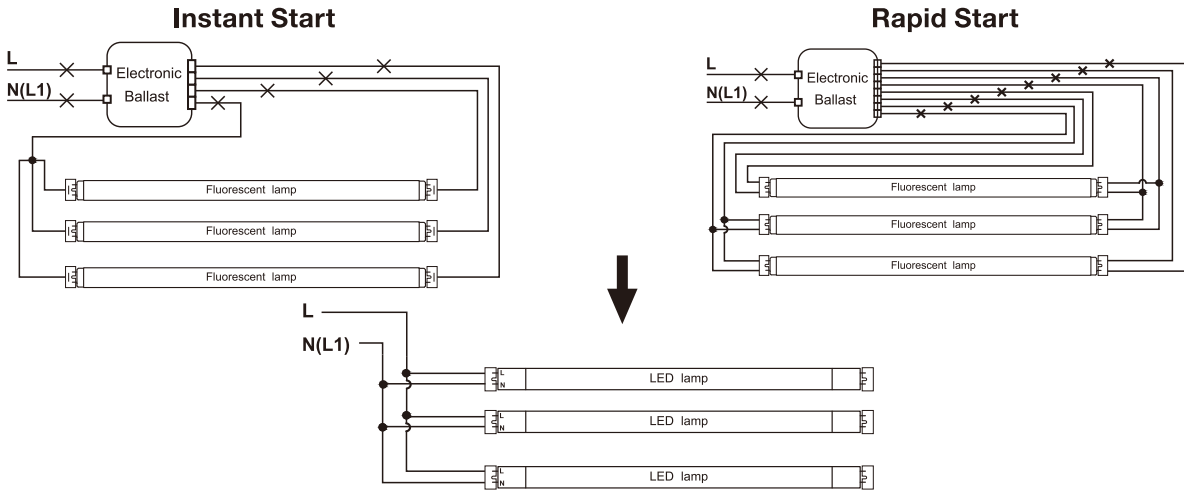 Instant Start
L
N(L1)
Electronic
Ballast
Fluorescent lamp
Fluorescent lamp
Fluorescent lamp
Rapid Start
L
N(L1)
Electronic
Ballast
Fluorescent lamp
Fluorescent lamp
Fluorescent lamp
L
N(L1)
L
N
LED lamp
L
N
LED lamp
L
N
LED lamp